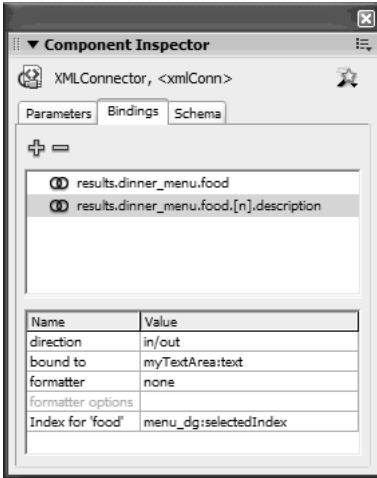 Component Inspector
XMLConnector, <xmlConn>
Parameters Bindings Schema
results.dinner_menu.food
results.dinner_menu.food.[n].description
Name Value
direction in/out
bound to myTextArea:text
formatter none
formatter options
Index for 'food' menu_dg:selectedIndex